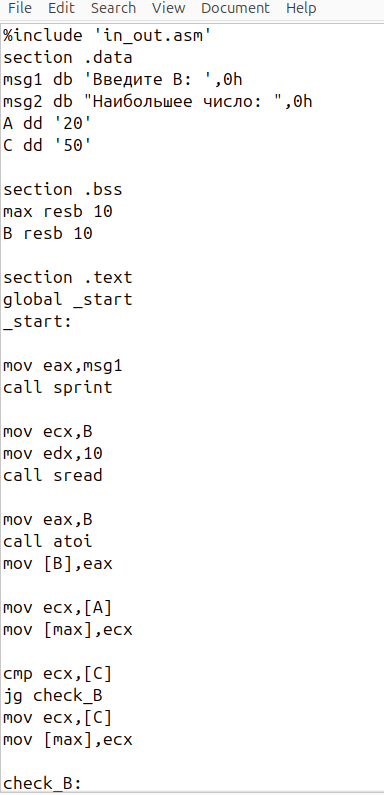 File Edit Search View Document Help
%include 'in_out.asm'
section .data
msg1 db 'Введите B: ',0h
msg2 db "Наибольшее число: ",0h
A dd '20'
C dd '50'

section .bss
max resb 10
B resb 10

section .text
global _start
_start:

mov eax,msg1
call sprint

mov ecx,B
mov edx,10
call sread

mov eax,B
call atoi
mov [B],eax

mov ecx,[A]
mov [max],ecx

cmp ecx,[C]
jg check_B
mov ecx,[C]
mov [max],ecx

check_B: